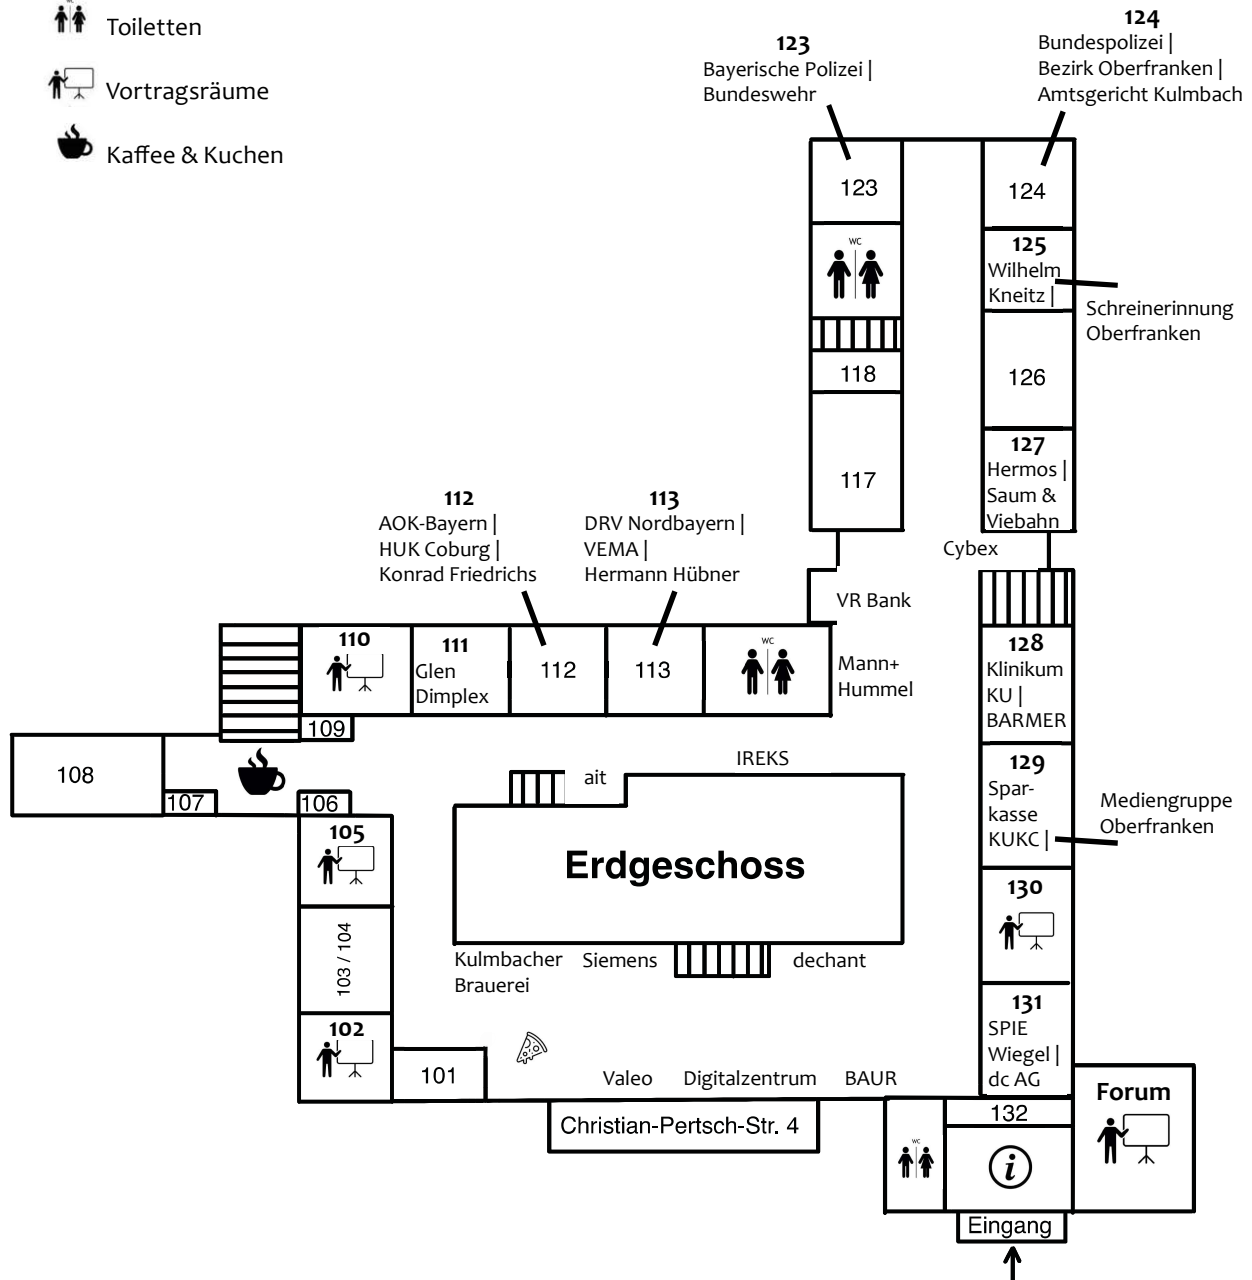 WC
Toiletten
Vortragsräume
Kaffee & Kuchen
123
Bayerische Polizei |
Bundeswehr
124
Bundespolizei |
Bezirk Oberfranken |
Amtsgericht Kulmbach
123
WC
118
117
124
125
Wilhelm
Kneitz |
Schreinerinnung
Oberfranken
126
127
Hermos |
Saum &
Viebahn
Cybex
VR Bank
112
AOK-Bayern |
HUK Coburg |
Konrad Friedrichs
113
DRV Nordbayern |
VEMA |
Hermann Hübner
110
111
Glen
Dimplex
112
113
WC
Mann+
Hummel
109
108
107
106
105
103 / 104
102
101
ait
IREKS
Erdgeschoss
Kulmbacher
Brauerei
Siemens
dechant
128
Klinikum
KU |
BARMER
129
Spar-
kasse
KUKC |
Mediengruppe
Oberfranken
130
131
SPIE
Wiegel |
dc AG
Valeo
Digitalzentrum
BAUR
Christian-Pertsch-Str. 4
132
Forum
WC
i
Eingang